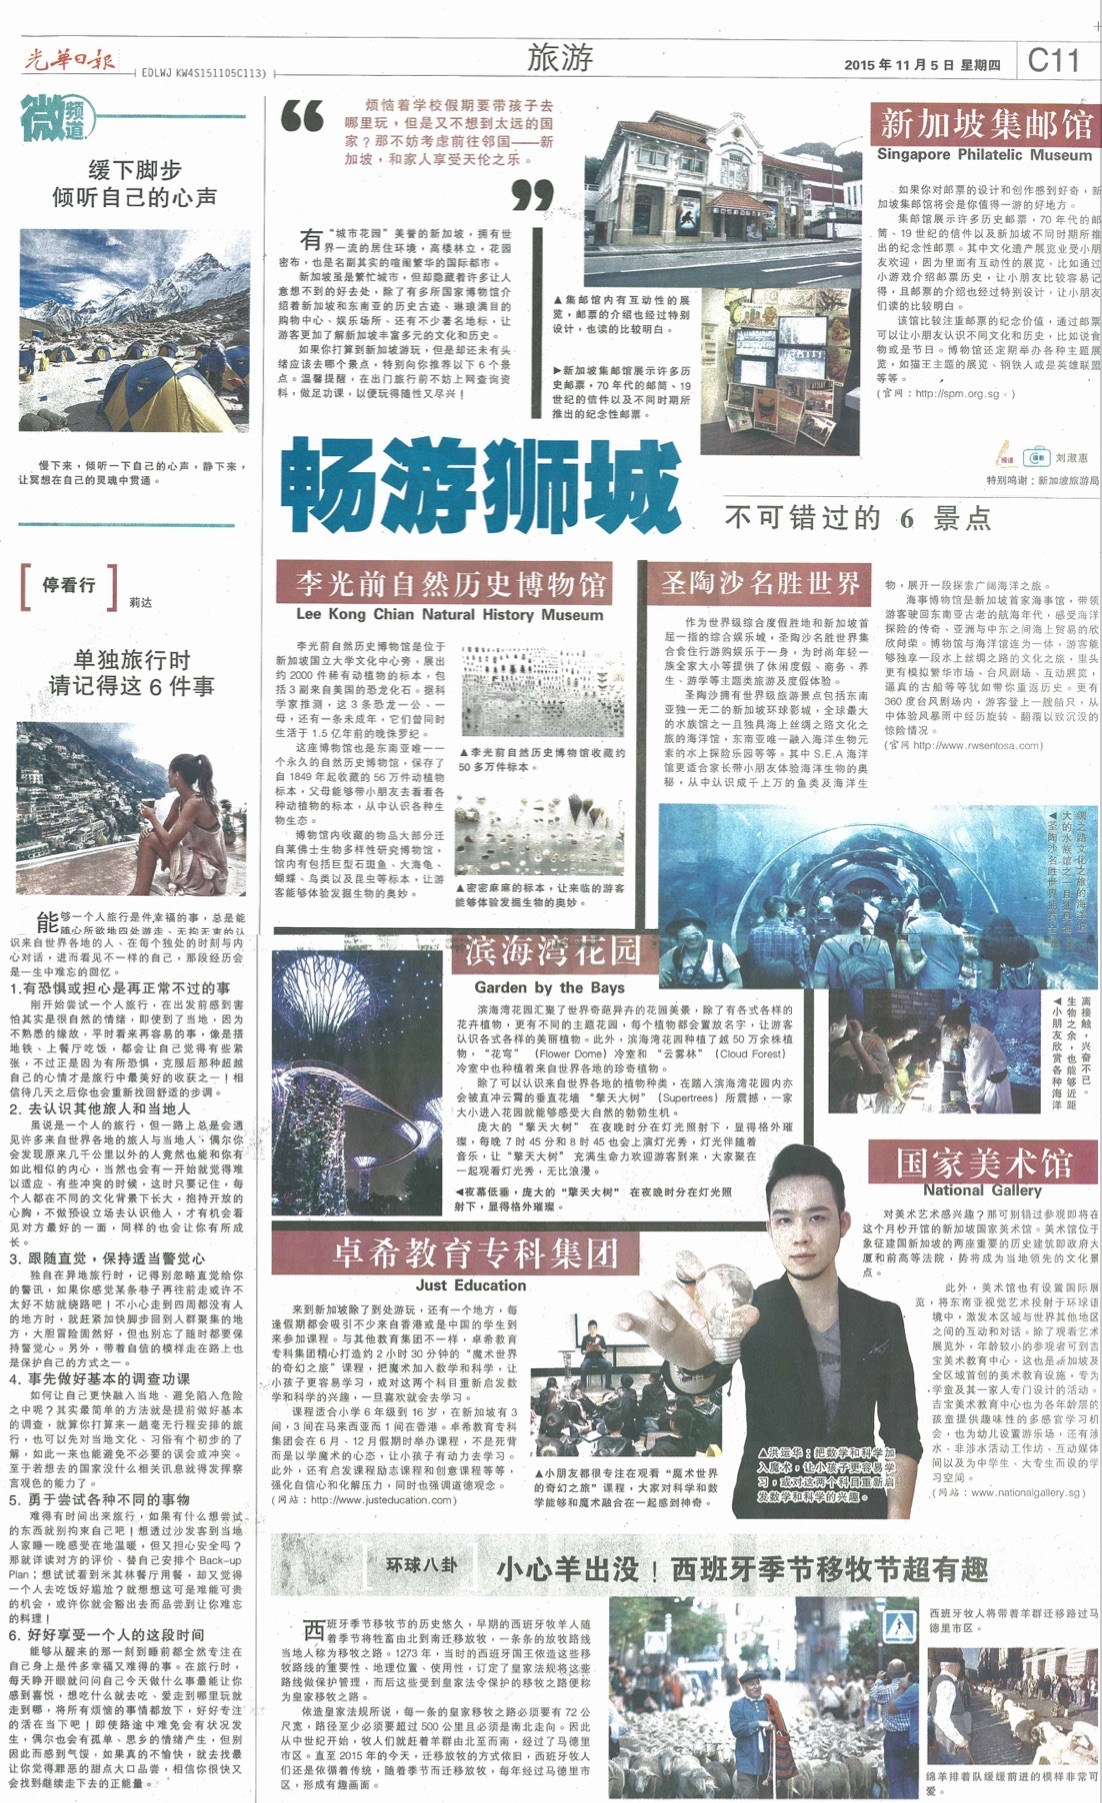 光華日報
( EDLWJ KW4S151105C113)
旅游
2015 年 11 月 5 日 星期四
C11
微频道
缓下脚步
倾听自己的心声
慢下来，倾听一下自己的心声，静下来，
让冥想在自己的灵魂中贯通。
停看行
莉达
单独旅行时
请记得这 6 件事
能够一个人旅行是件幸福的事，总是能
随心所欲地四处游走、无拘无束的认
识来自世界各地的人、在每个独处的时刻与内
心对话，进而看见不一样的自己，那段经历会
是一生中难忘的回忆。
1.有恐惧或担心是再正常不过的事
刚开始尝试一个人旅行，在出发前感到害
怕其实是很自然的情绪，即使到了当地，因为
不熟悉的缘故，平时看来再容易的事，像是搭
地铁、上餐厅吃饭，都会让自己觉得有些紧
张，不过正是因为有所恐惧，克服后那种超越
自己的心情才是旅行中最美好的收获之一！相
信待几天之后你也会重新找回舒适的步调。
2. 去认识其他旅人和当地人
虽说是一个人的旅行，但一路上总是会遇
见许多来自世界各地的旅人与当地人，偶尔你
会发现原来几千公里以外的人竟然也能和你有
如此相似的内心，当然也会有一开始就觉得难
以适应、有些冲突的时候，这时只要记住，每
个人都在不同的文化背景下长大，抱持开放的
心胸，不做预设立场去认识他人，才有机会看
见对方最好的一面，同样的也会让你有所成
长。
3. 跟随直觉，保持适当警觉心
独自在异地旅行时，记得别忽略直觉给你
的警讯，如果你感觉某条巷子再往前走或许不
太好不妨就绕路吧！不小心走到四周都没有人
的地方时，就赶紧加快脚步回到人群聚集的地
方，大胆冒险固然好，但也别忘了随时都要保
持警觉心。另外，带着自信的模样走在路上也
是保护自己的方式之一。
4. 事先做好基本的调查功课
如何让自己更快融入当地、避免陷入危险
之中呢？其实最简单的方法就是提前做好基本
的调查，就算你打算来一趟毫无行程安排的旅
行，也可以先对当地文化、习俗有个初步的了
解，如此一来也能避免不必要的误会或冲突。
至于若想去的国家没什么相关讯息就得发挥察
言观色的能力了。
5. 勇于尝试各种不同的事物
难得有时间出来旅行，如果有什么想尝试
的东西就别拘束自己吧！想透过沙发客到当地
人家睡一晚感受在地温暖，但又担心安全吗？
那就详读对方的评价、替自己安排个 Back-up
Plan；想试试看到米其林餐厅用餐，却又觉得
一个人去吃饭好尴尬？就想想这可是难能可贵
的机会，或许你就会豁出去而品尝到让你难忘
的料理！
6. 好好享受一个人的这段时间
能够从醒来的那一刻到睡前都全然专注在
自己身上是件多幸福又难得的事。在旅行时，
每天睁开眼就问问自己今天做什么事最能让你
感到喜悦，想吃什么就去吃、爱走到哪里玩就
走到哪，将所有烦恼的事情都放下，好好专注
的活在当下吧！即使路途中难免会有状况发
生，偶尔也会有孤单、思乡的情绪产生，但别
因此而感到气馁，如果真的不愉快，就去找最
让你觉得罪恶的甜点大口品尝，相信你很快又
会找到继续走下去的正能量。
烦恼着学校假期要带孩子去
哪里玩，但是又不想到太远的国
家？那不妨考虑前往邻国——新
加坡，和家人享受天伦之乐。
有“城市花园”美誉的新加坡，拥有世
界一流的居住环境，高楼林立，花园
密布，也是名副其实的喧闹繁华的国际都市。
新加坡虽是繁忙城市，但却隐藏着许多让人
意想不到的好去处，除了有多所国家博物馆介
绍着新加坡和东南亚的历史古迹、琳琅满目的
购物中心、娱乐场所、还有不少著名地标，让
游客更加了解新加坡丰富多元的文化和历史。
如果你打算到新加坡游玩，但是却还未有头
绪应该去哪个景点，特别向你推荐以下 6 个景
点。温馨提醒，在出门旅行前不妨上网查询资
料，做足功课，以便玩得随性又尽兴！
▲集邮馆内有互动性的展
览，邮票的介绍也经过特别
设计，也读的比较明白。
▶新加坡集邮馆展示许多历
史邮票，70 年代的邮筒、19
世纪的信件以及不同时期所
推出的纪念性邮票。
新加坡集邮馆
Singapore Philatelic Museum
如果你对邮票的设计和创作感到好奇，新
加坡集邮馆将会是你值得一游的好地方。
集邮馆展示许多历史邮票，70 年代的邮
筒、19 世纪的信件以及新加坡不同时期所推
出的纪念性邮票。其中文化遗产展览业受小朋
友欢迎，因为里面有互动性的展览，比如通过
小游戏介绍邮票历史，让小朋友比较容易记
得，且邮票的介绍也经过特别设计，让小朋友
们读的比较明白。
该馆比较注重邮票的纪念价值，通过邮票
可以让小朋友认识不同文化和历史，比如说食
物或是节日。博物馆还定期举办各种主题展
览，如猫王主题的展览、钢铁人或是英雄联盟
等等。
(官网：http://spm.org.sg。)
报道
摄影
刘淑惠
特别鸣谢：新加坡旅游局
畅游狮城
不可错过的 6 景点
李光前自然历史博物馆
Lee Kong Chian Natural History Museum
李光前自然历史博物馆是位于
新加坡国立大学文化中心旁，展出
约 2000 件稀有动植物的标本，包
括 3 副来自美国的恐龙化石。据科
学家推测，这 3 条恐龙一公、一
母，还有一条未成年，它们曾同时
生活于 1.5 亿年前的晚侏罗纪。
这座博物馆也是东南亚唯一一
个永久的自然历史博物馆，保存了
自 1849 年起收藏的 56 万件动植物
标本，父母能够带小朋友去看看各
种动植物的标本，从中认识各种生
物生态。
博物馆内收藏的物品大部分迁
自莱佛士生物多样性研究博物馆，
馆内有包括巨型石斑鱼、大海龟、
蝴蝶、鸟类以及昆虫等标本，让游
客能够体验发掘生物的奥妙。
▲李光前自然历史博物馆收藏约
50 多万件标本。
▲密密麻麻的标本，让来临的游客
能够体验发掘生物的奥妙。
圣陶沙名胜世界
作为世界级综合度假胜地和新加坡首
屈一指的综合娱乐城，圣陶沙名胜世界集
合食住行游购娱乐于一身，为时尚年轻一
族全家大小等提供了休闲度假、商务、养
生、游学等主题类旅游及度假体验。
圣陶沙拥有世界级旅游景点包括东南
亚独一无二的新加坡环球影城，全球最大
的水族馆之一且独具海上丝绸之路文化之
旅的海洋馆，东南亚唯一融入海洋生物元
素的水上探险乐园等等。其中 S.E.A 海洋
馆更适合家长带小朋友体验海洋生物的奥
秘，从中认识成千上万的鱼类及海洋生
物，展开一段探索广阔海洋之旅。
海事博物馆是新加坡首家海事馆，带领
游客驶回东南亚古老的航海年代，感受海洋
探险的传奇、亚洲与中东之间海上贸易的欣
欣向荣。博物馆与海洋馆连为一体，游客能
够独享一段水上丝绸之路的文化之旅，里头
更有模拟繁华市场、台风剧场、互动展览，
逼真的古船等等犹如带你重返历史。更有
360 度台风剧场内，游客登上一艘船只，从
中体验风暴雨中经历旋转、翻覆以致沉没的
惊险情况。
(官网 http://www.rwsentosa.com)
◀圣陶沙名胜世界拥的全
大的水族馆之一且独具海
绸之路文化之旅的海洋馆
◀小朋友欣赏各种海洋
生物之余，也能够近距
离接触，兴奋不已。
滨海湾花园
Garden by the Bays
滨海湾花园汇聚了世界奇葩异卉的花园美景，除了有各式各样的
花卉植物，更有不同的主题花园，每个植物都会置放名字，让游客
认识各式各样的美丽植物。此外，滨海湾花园种植了越 50 万余株植
物，“花穹”（Flower Dome）冷室和“云雾林”（Cloud Forest）
冷室中也种植着来自世界各地的珍奇植物。
除了可以认识来自世界各地的植物种类，在踏入滨海湾花园内亦
会被直冲云霄的垂直花墙“擎天大树”（Supertrees）所震撼，一家
大小进入花园就能够感受大自然的勃勃生机。
庞大的“擎天大树”在夜晚时分在灯光照射下，显得格外璀
璨，每晚 7 时 45 分和 8 时 45 也会上演灯光秀，灯光伴随着
音乐，让“擎天大树”充满生命力欢迎游客到来，大家聚在
一起观看灯光秀，无比浪漫。
◀夜幕低垂，庞大的“擎天大树”在夜晚时分在灯光照
射下，显得格外璀璨。
卓希教育专科集团
Just Education
来到新加坡除了到处游玩，还有一个地方，每
逢假期都会吸引不少来自香港或是中国的学生到
来参加课程。与其他教育集团不一样，卓希教育
专科集团精心打造约 2 小时 30 分钟的“魔术世界
的奇幻之旅”课程，把魔术加入数学和科学，让
小孩子更容易学习，或对这两个科目重新启发数
学和科学的兴趣，一旦喜欢就会去学习。
课程适合小学 6 年级到 16 岁，在新加坡有 3
间，3 间在马来西亚而 1 间在香港。卓希教育专科
集团会在 6 月、12 月假期时举办课程，不是死背
而是以学魔术的心态，让小孩子有动力去学习。
此外，还有启发课程励志课程和创意课程等等，
强化自信心和化解压力，同时也强调道德观念。
(网站：http://www.justeducation.com)
▲小朋友都很专注在观看“魔术世界
的奇幻之旅”课程，大家对科学和数
学能够和魔术融合在一起感到神奇。
▲洪运华：把数学和科学加
入魔术，让小孩子更容易学
习，或对这两个科目重新启
发数学和科学的兴趣。
国家美术馆
National Gallery
对美术艺术感兴趣？那可别错过参观即将在
这个月杪开馆的新加坡国家美术馆。美术馆位于
象征建国新加坡的两座重要的历史建筑即政府大
厦和前高等法院，势将成为当地领先的文化景
点。
此外，美术馆也有设置国际展
览，将东南亚视觉艺术投射于环球语
境中，激发本区域与世界其他地区
之间的互动和对话。除了观看艺术
展览外，年龄较小的参观者可到吉
宝美术教育中心，这也是新加坡及
全区域首创的美术教育设施，专为
学童及其一家人专门设计的活动。
吉宝美术教育中心也为各年龄层的
孩童提供趣味性的多感官学习机
会，也为幼儿设置游乐场，还有涉
水、非涉水活动工作坊、互动媒体
间以及为中学生、大专生而设的学
习空间。
(网站：www.nationalgallery.sg)
环球八卦
小心羊出没！西班牙季节移牧节超有趣
西班牙季节移牧节的历史悠久，早期的西班牙牧羊人随
着季节将牲畜由北到南迁移放牧，一条条的放牧路线
当地人称为移牧之路。1273 年，当时的西班牙国王依造这些移
牧路线的重要性、地理位置、使用性，订定了皇家法规将这些
路线做保护管理，而后这些受到皇家法令保护的移牧之路便称
为皇家移牧之路。
依造皇家法规所说，每一条的皇家移牧之路必须要有 72 公
尺宽，路径至少必须要超过 500 公里且必须是南北走向。因此
从中世纪开始，牧人们就赶着羊群由北至而南，经过了马德里
市区。直至 2015 年的今天，迁移放牧的方式依旧，西班牙牧人
们还是依循着传统，随着季节而迁移放牧，每年经过马德里市
区，形成有趣画面。
西班牙牧人将带着羊群迁移路过马
德里市区。
绵羊排着队缓缓前进的模样非常可
爱。